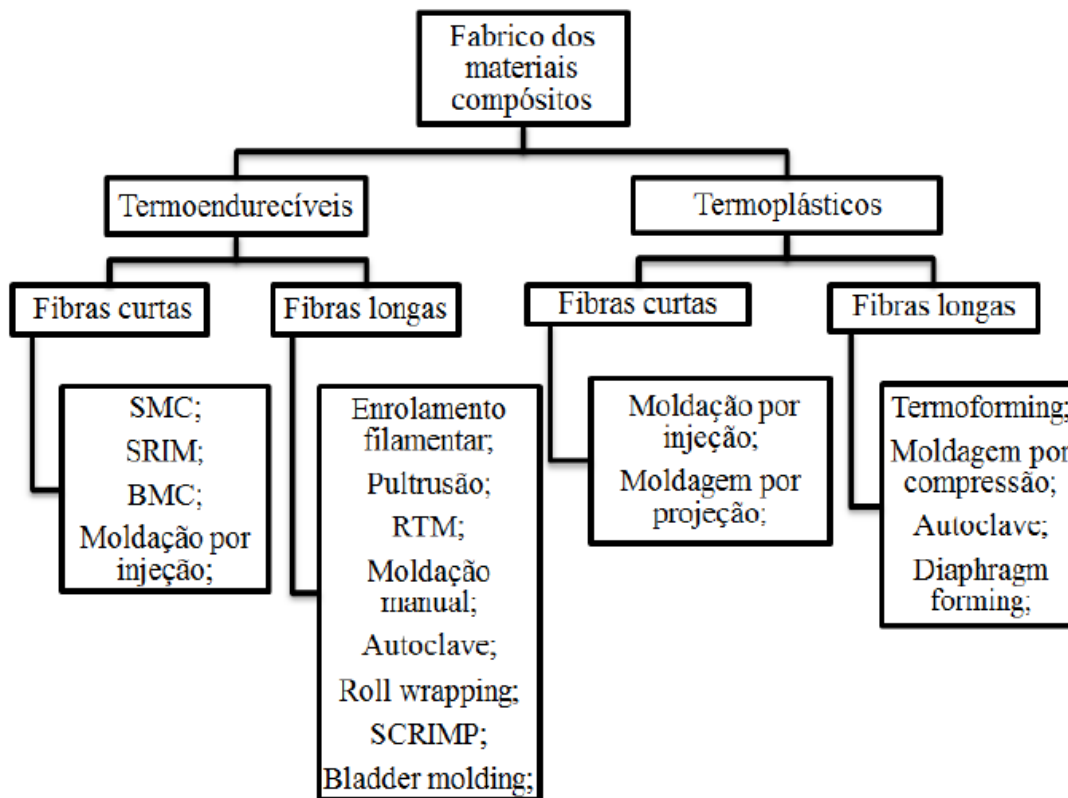 Fabrico dos
materiais
compósitos
Termoendurecíveis
Termoplásticos
Fibras curtas
Fibras longas
Fibras curtas
Fibras longas
SMC;
SRIM;
BMC;
Moldação por
injeção;
Enrolamento
filamentar;
Pultrusão;
RTM;
Moldação
manual;
Autoclave;
Roll wrapping;
SCRIMP;
Bladder molding;
Moldação por
injeção;
Moldagem por
projeção;
Termoforming;
Moldagem por
compressão;
Autoclave;
Diaphragm
forming;